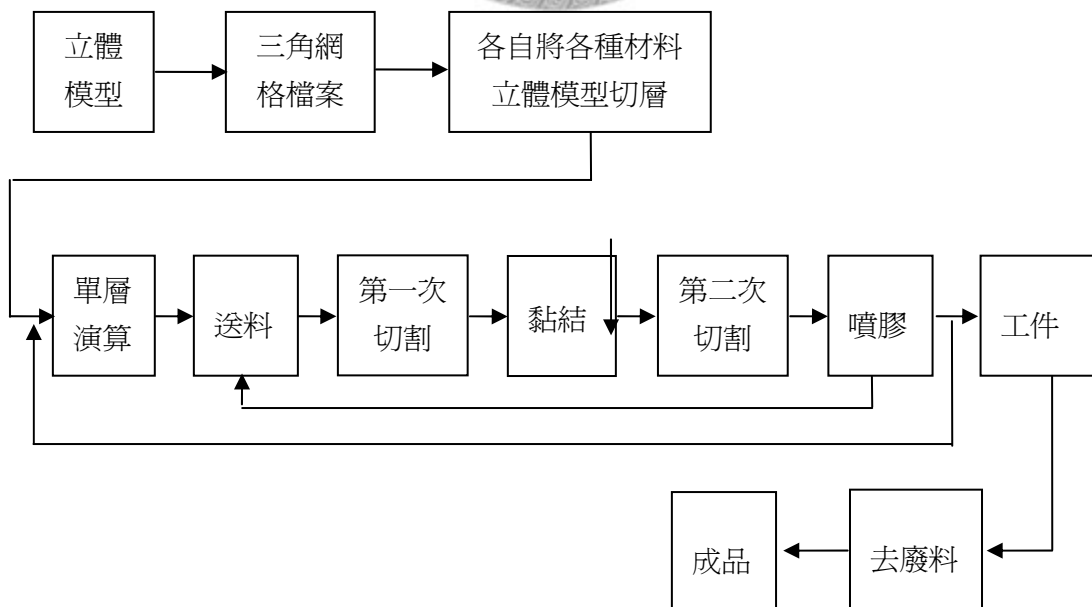 立體
模型
三角網
格檔案
各自將各種材料
立體模型切層
單層
演算
送料
第一次
切割
黏結
第二次
切割
噴膠
工件
去廢料
成品